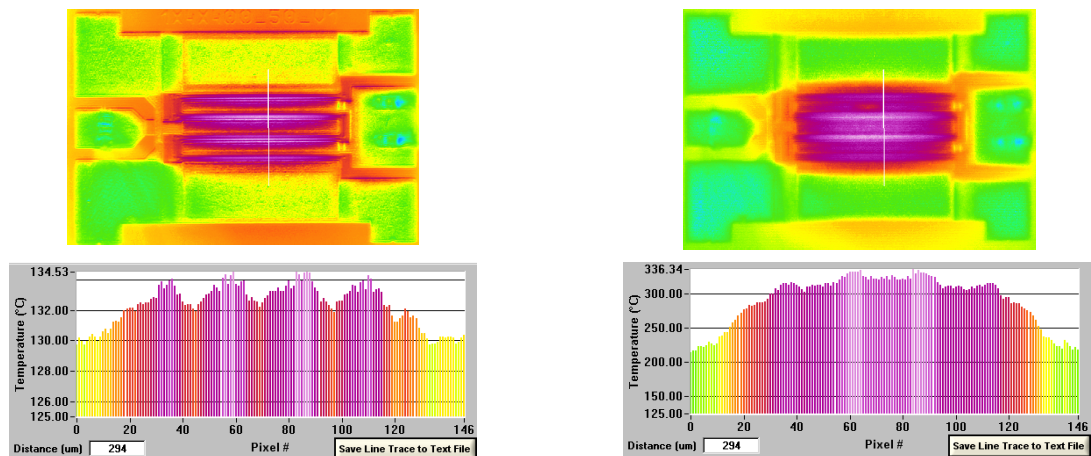 134.53
132.00
130.00
128.00
126.00
125.00
Temperature (°C)
0 20 40 60 80 100 120 146
Distance (um) 294 Pixel # Save Line Trace to Text File
336.34
300.00
250.00
200.00
150.00
125.00
Temperature (°C)
0 20 40 60 80 100 120 146
Distance (um) 294 Pixel # Save Line Trace to Text File